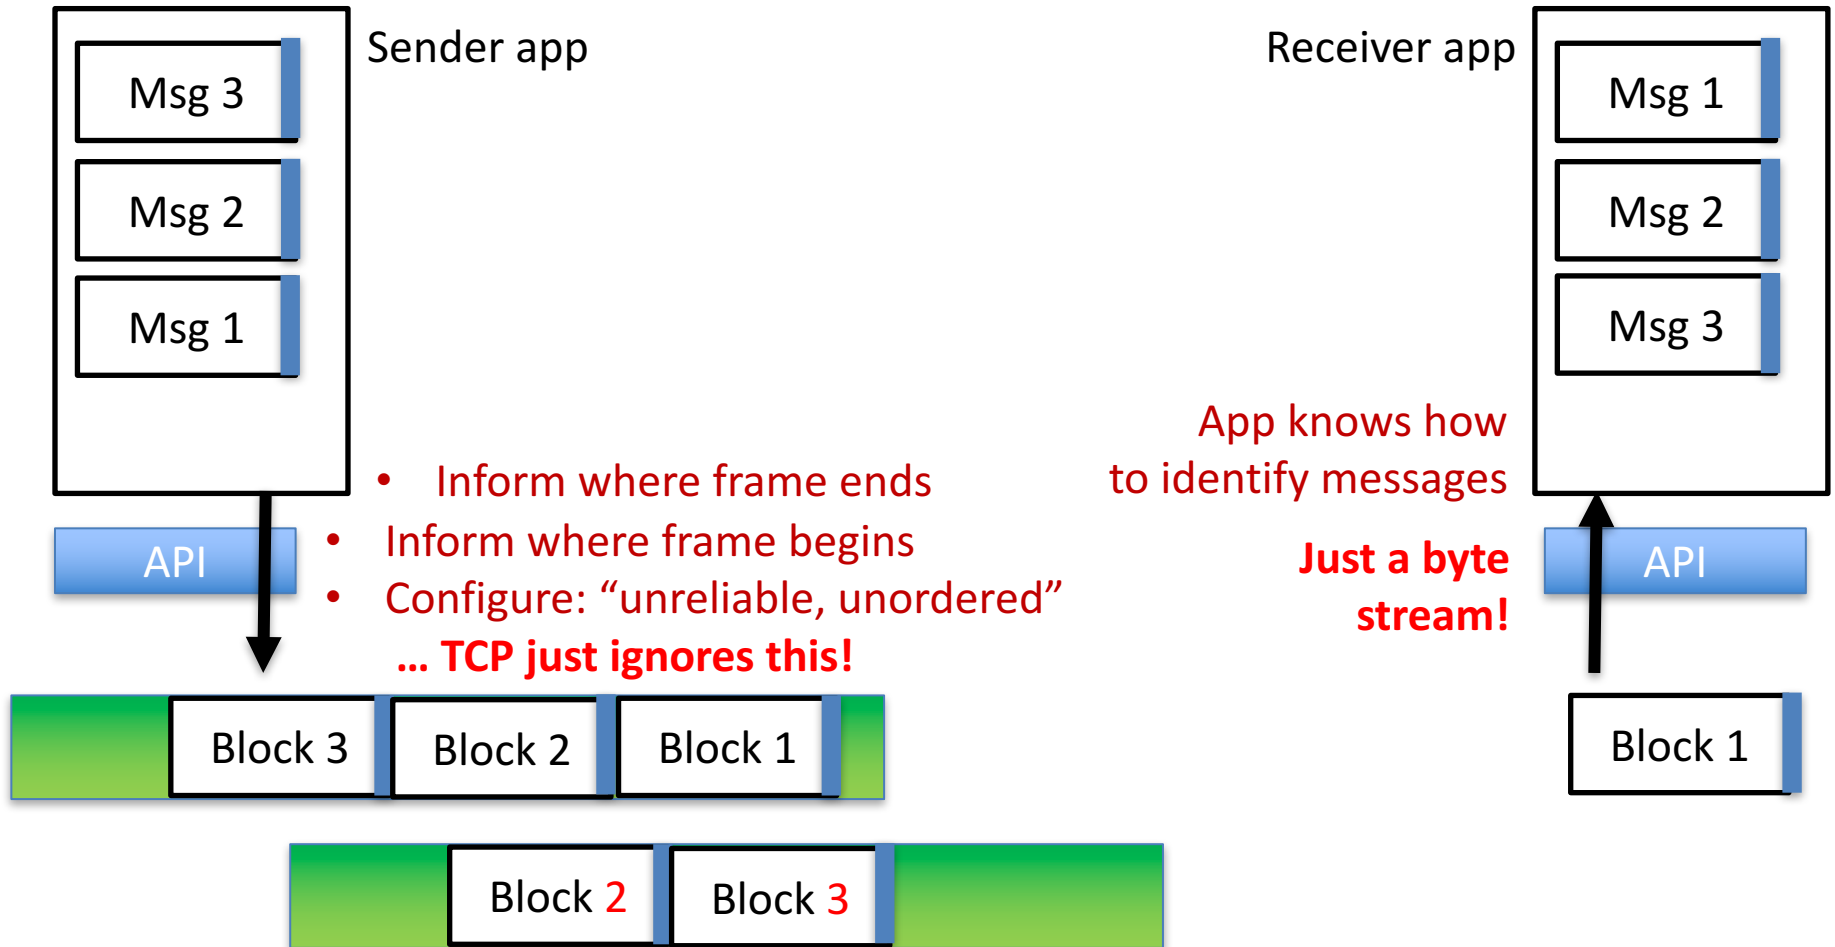 Sender app
Msg 3
Msg 2
Msg 1
• Inform where frame ends
API
• Inform where frame begins
• Configure: “unreliable, unordered”
… TCP just ignores this!
Block 3
Block 2
Block 1
Block 2
Block 3
Receiver app
Msg 1
Msg 2
Msg 3
App knows how
to identify messages
Just a byte
stream!
API
Block 1